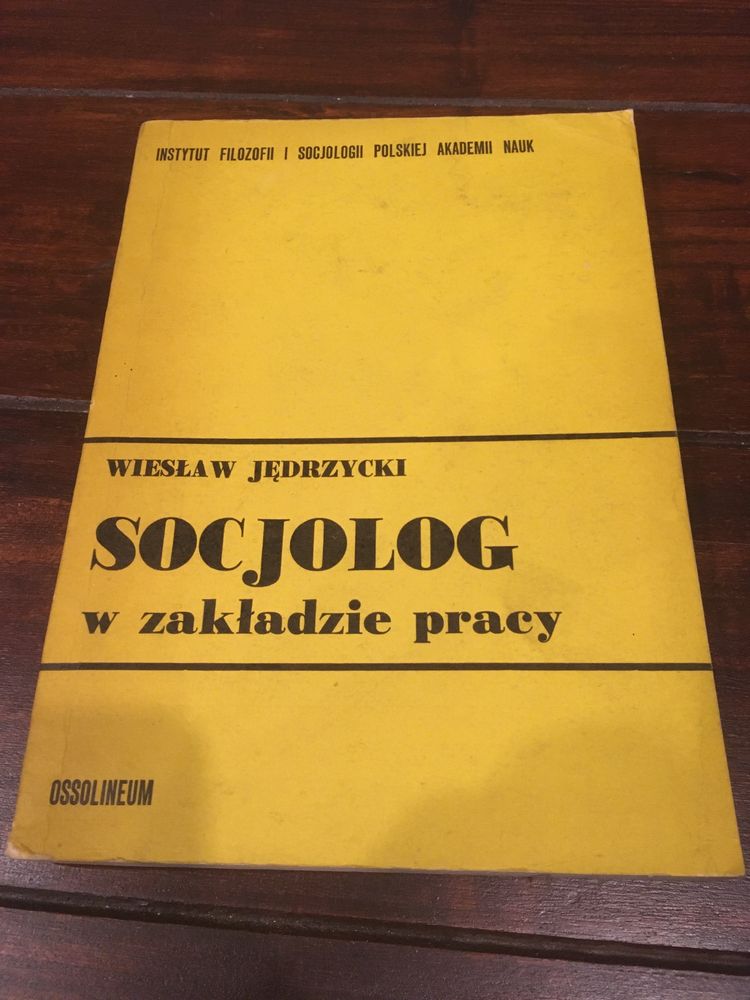 INSTYTUT FILOZOFII I SOCJOLOGII POLSKIEJ AKADEMII NAUK
WIESŁAW JĘDRZYCKI
SOCJOLOG
w zakładzie pracy
OSSOLINEUM